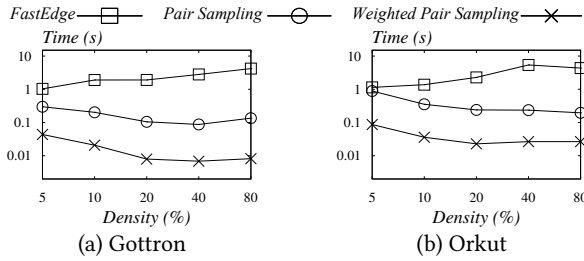 FastEdge Pair Sampling Weighted Pair Sampling
Time (s) Time (s)
10 10
1 1
0.1 0.1
0.01 0.01
5 10 20 40 80 5 10 20 40 80
Density (%) Density (%)
(a) Gottron (b) Orkut